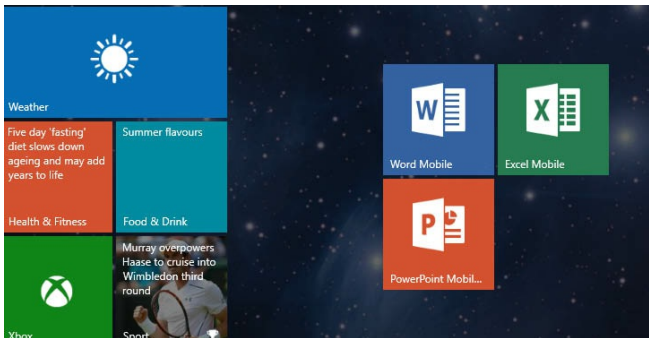 Weather
Five day 'fasting'
diet slows down
ageing and may add
years to life
Health & Fitness
Summer flavours
Food & Drink
Xbox
Murray overpowers
Haase to cruise into
Wimbledon third
round
Sport
W
Word Mobile
X
Excel Mobile
P
PowerPoint Mobil...